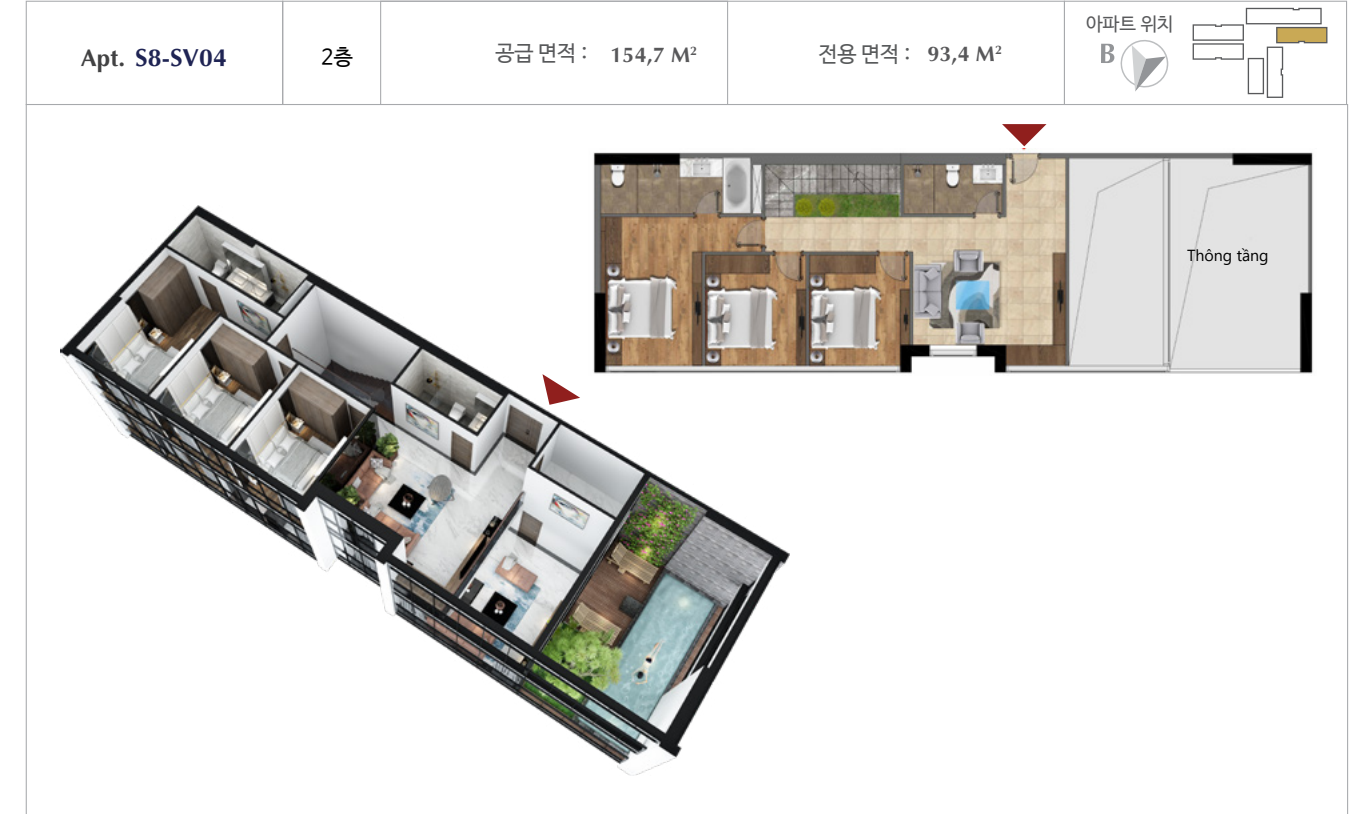 Apt. S8-SV04
2층
공급 면적 : 154,7 M²
전용 면적 : 93,4 M²
아파트 위치
B
Thông tầng